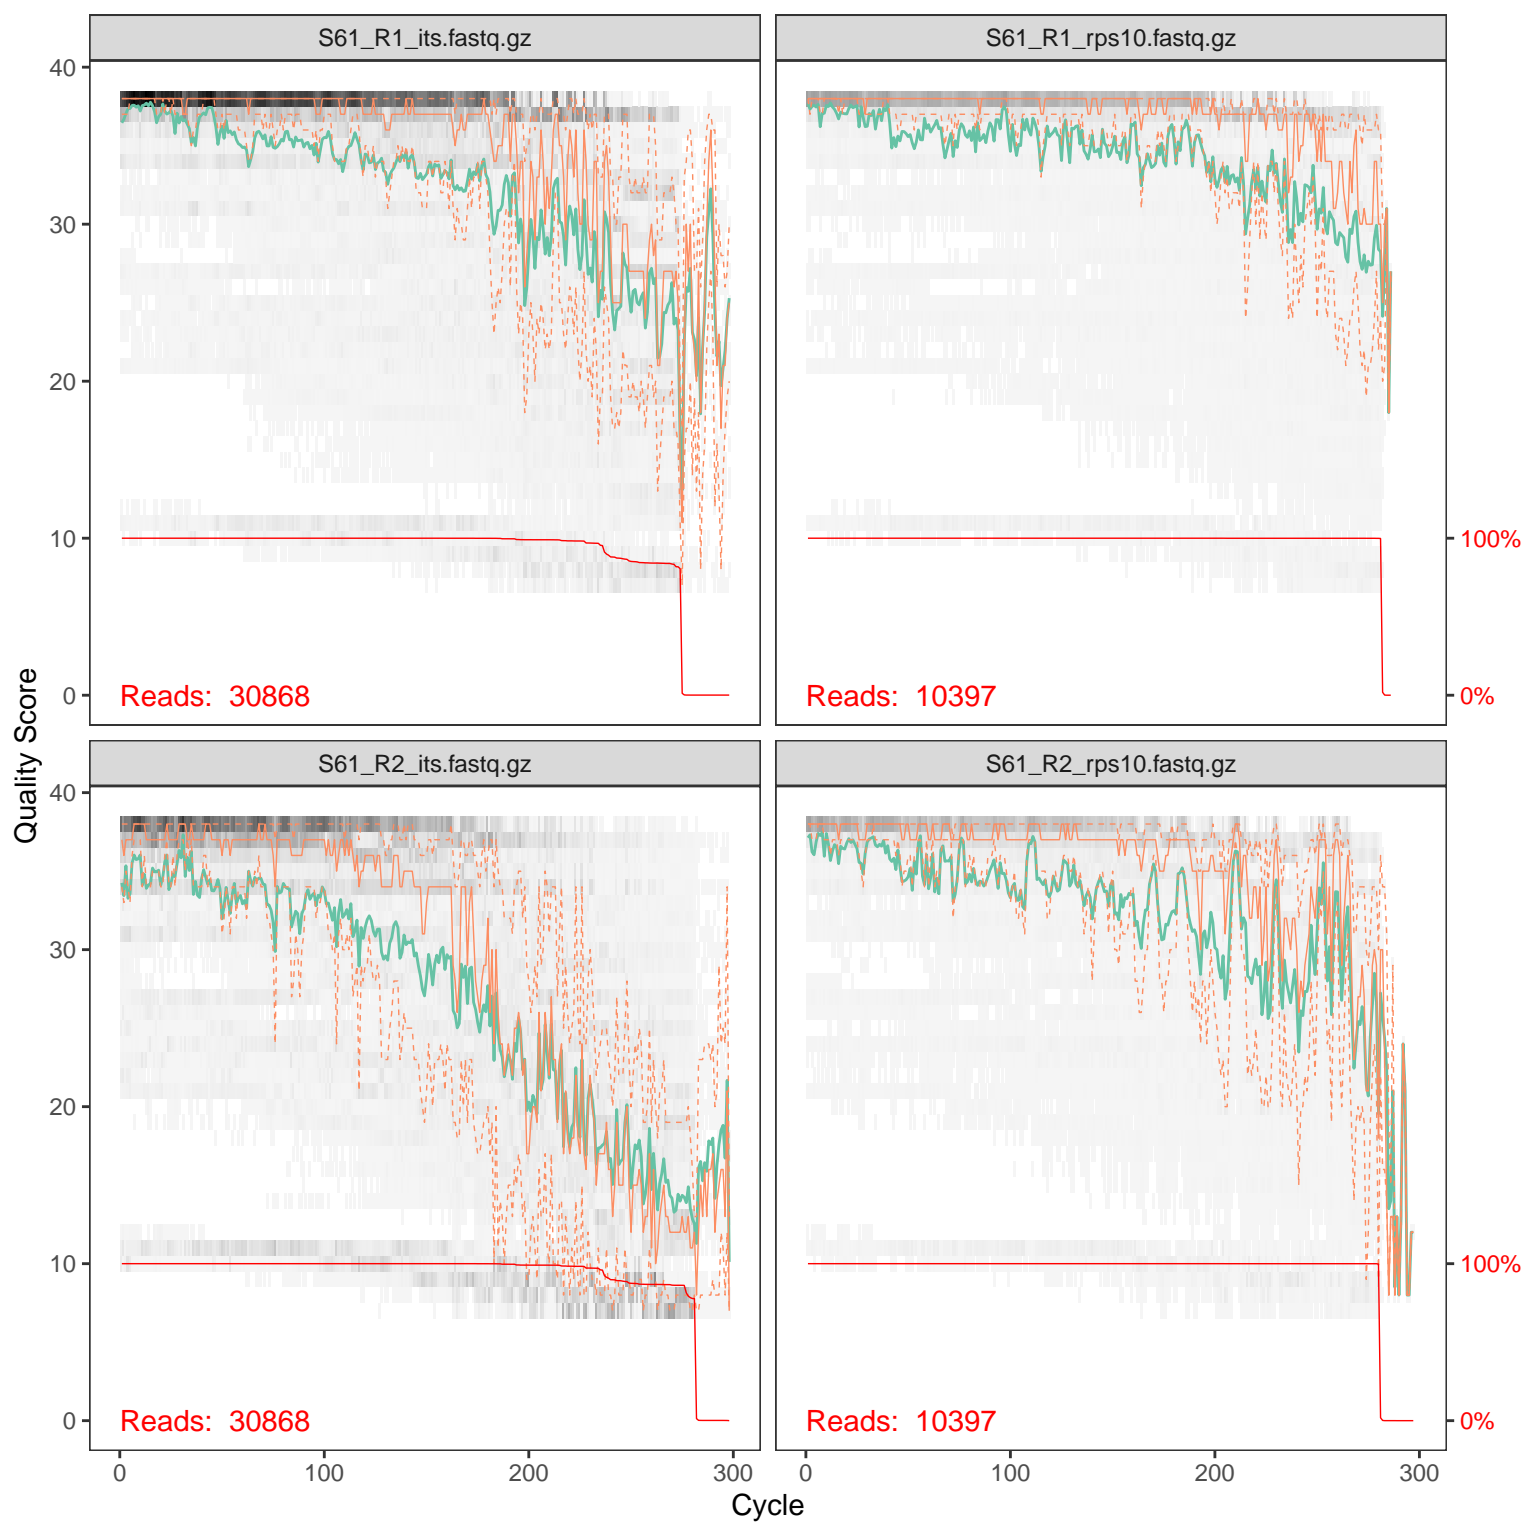 S61_R1_its.fastq.gz
S61_R1_rps10.fastq.gz
40
30
20
10
0
Reads: 30868
Reads: 10397
100%
0%
Quality Score
S61_R2_its.fastq.gz
S61_R2_rps10.fastq.gz
40
30
20
10
0
Reads: 30868
Reads: 10397
100%
0%
0 100 200 300
0 100 200 300
Cycle